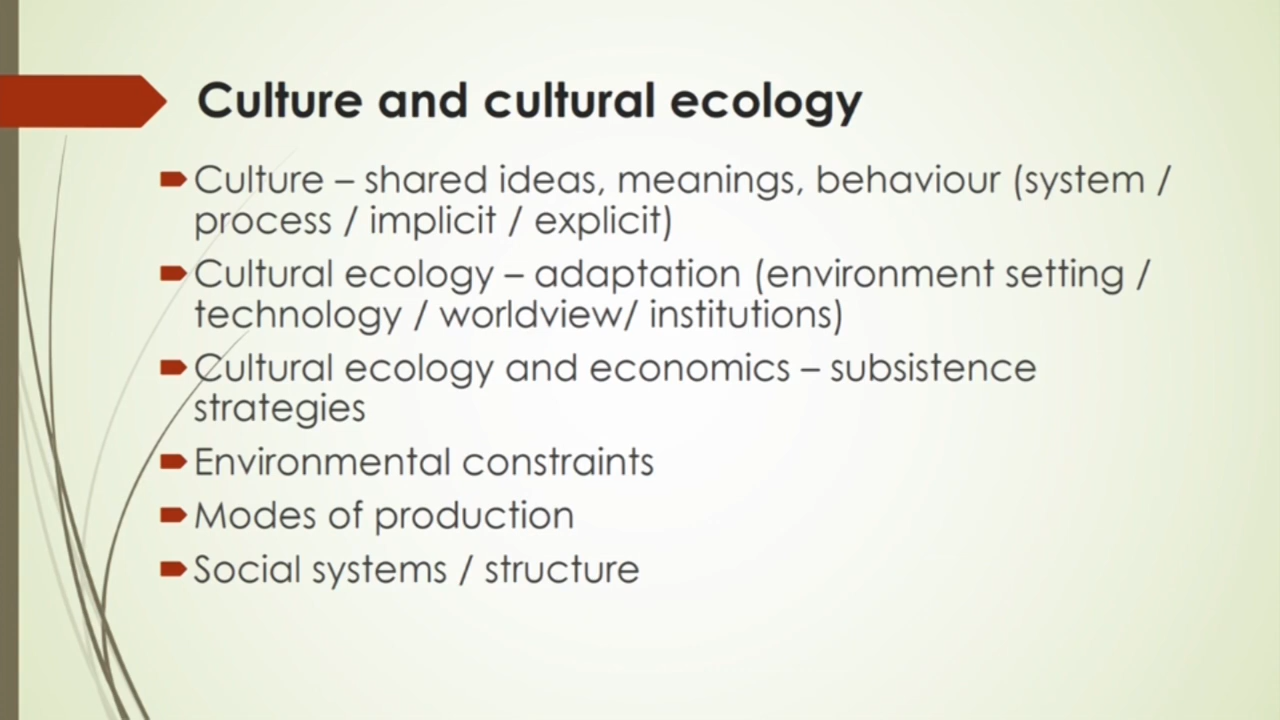 Culture and cultural ecology
Culture – shared ideas, meanings, behaviour (system /
process / implicit / explicit)
Cultural ecology – adaptation (environment setting /
technology / worldview/ institutions)
Cultural ecology and economics – subsistence
strategies
Environmental constraints
Modes of production
Social systems / structure